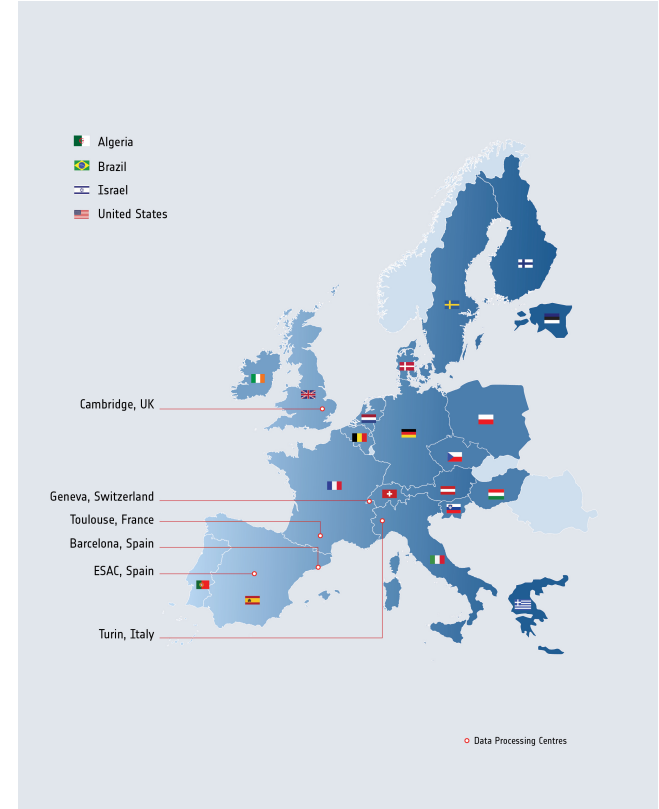 Algeria
Brazil
Israel
United States
Cambridge, UK
Geneva, Switzerland
Toulouse, France
Barcelona, Spain
ESAC, Spain
Turin, Italy
Data Processing Centres